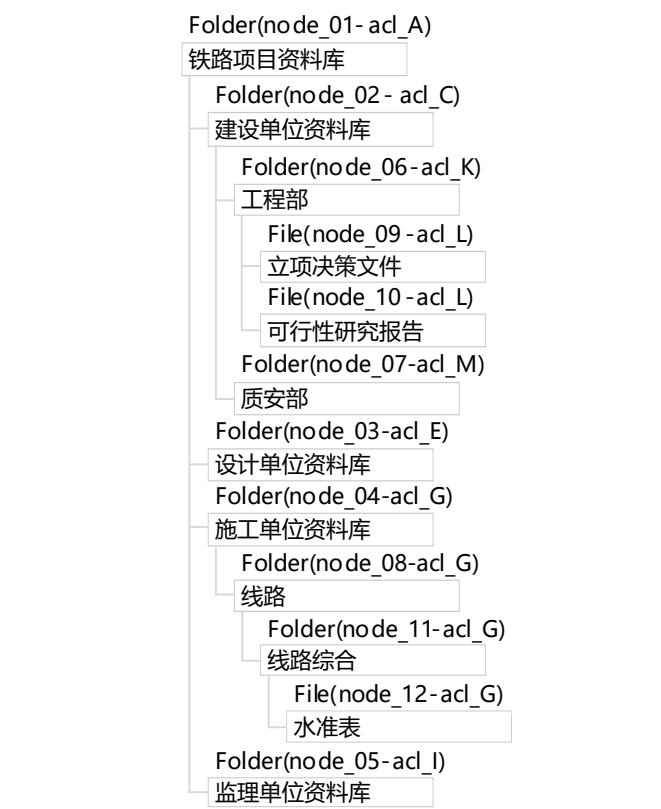 Folder(node_01-acl_A)
铁路项目资料库
Folder(node_02 - acl_C)
建设单位资料库
Folder(node_06-acl_K)
工程部
File(node_09 -acl_L)
立项决策文件
File(node_10 -acl_L)
可行性研究报告
Folder(node_07-acl_M)
质安部
Folder(node_03-acl_E)
设计单位资料库
Folder(node_04-acl_G)
施工单位资料库
Folder(node_08-acl_G)
线路
Folder(node_11-acl_G)
线路综合
File(node_12-acl_G)
水准表
Folder(node_05-acl_I)
监理单位资料库